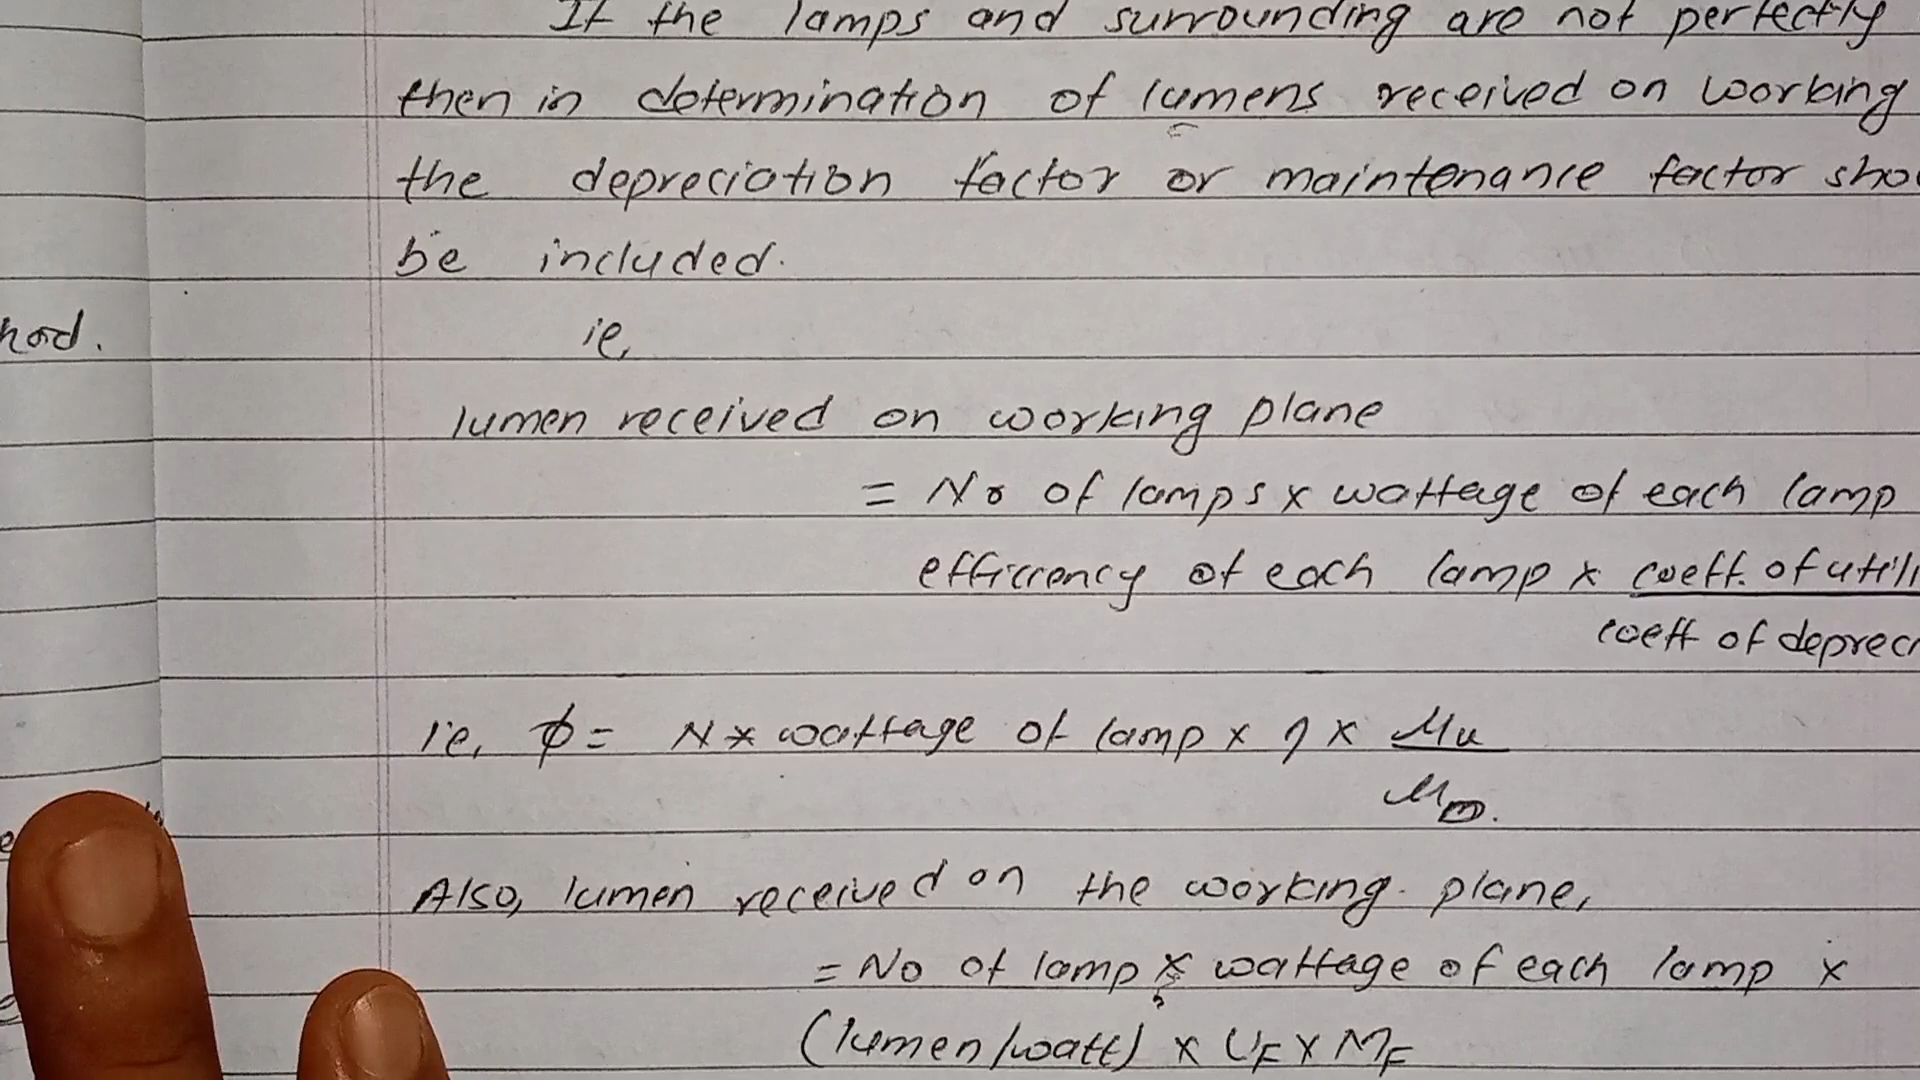 If the lamps and surrounding are not perfectly
then in determination of lumens received on working
the depreciation factor or maintenance factor shou
be included.
hod.
ie,
lumen received on working plane
= No of lamps x wattage of each lamp
efficiency of each lamp x coeff. of utili
coeff of depreci
ie, ϕ = N x wattage of lamp x η x μu
μD.
Also, lumen received on the working plane,
= No of lamp x wattage of each lamp x
(lumen/watt) x UF x MF